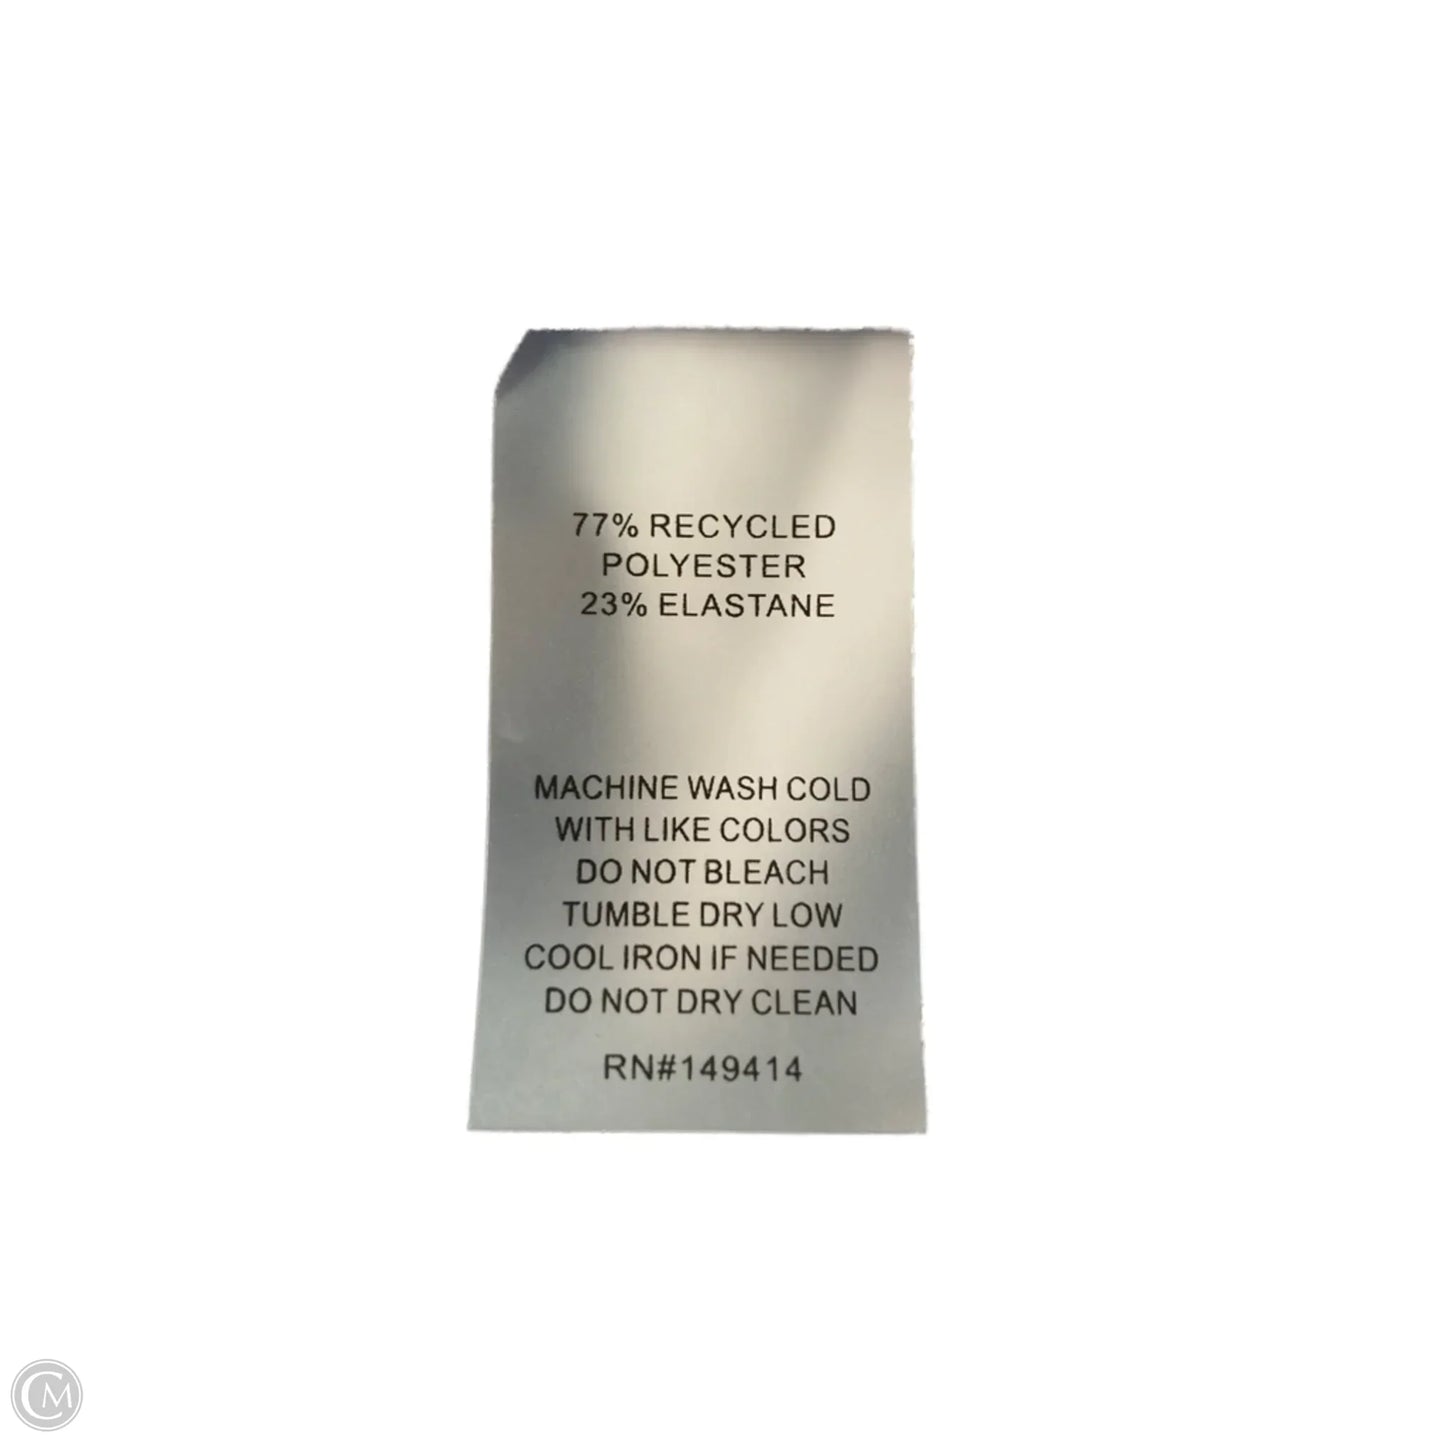 77% RECYCLED
POLYESTER
23% ELASTANE
MACHINE WASH COLD
WITH LIKE COLORS
DO NOT BLEACH
TUMBLE DRY LOW
COOL IRON IF NEEDED
DO NOT DRY CLEAN
RN#149414
CM